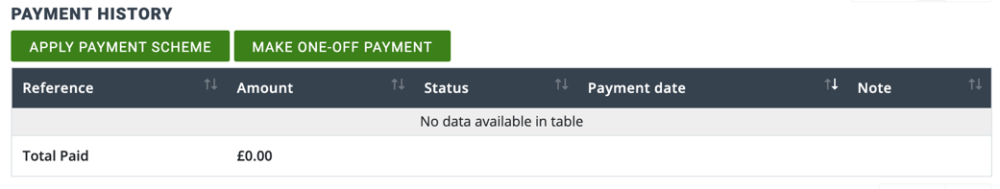 PAYMENT HISTORY
APPLY PAYMENT SCHEME MAKE ONE-OFF PAYMENT
Reference Amount Status Payment date Note
No data available in table
Total Paid £0.00